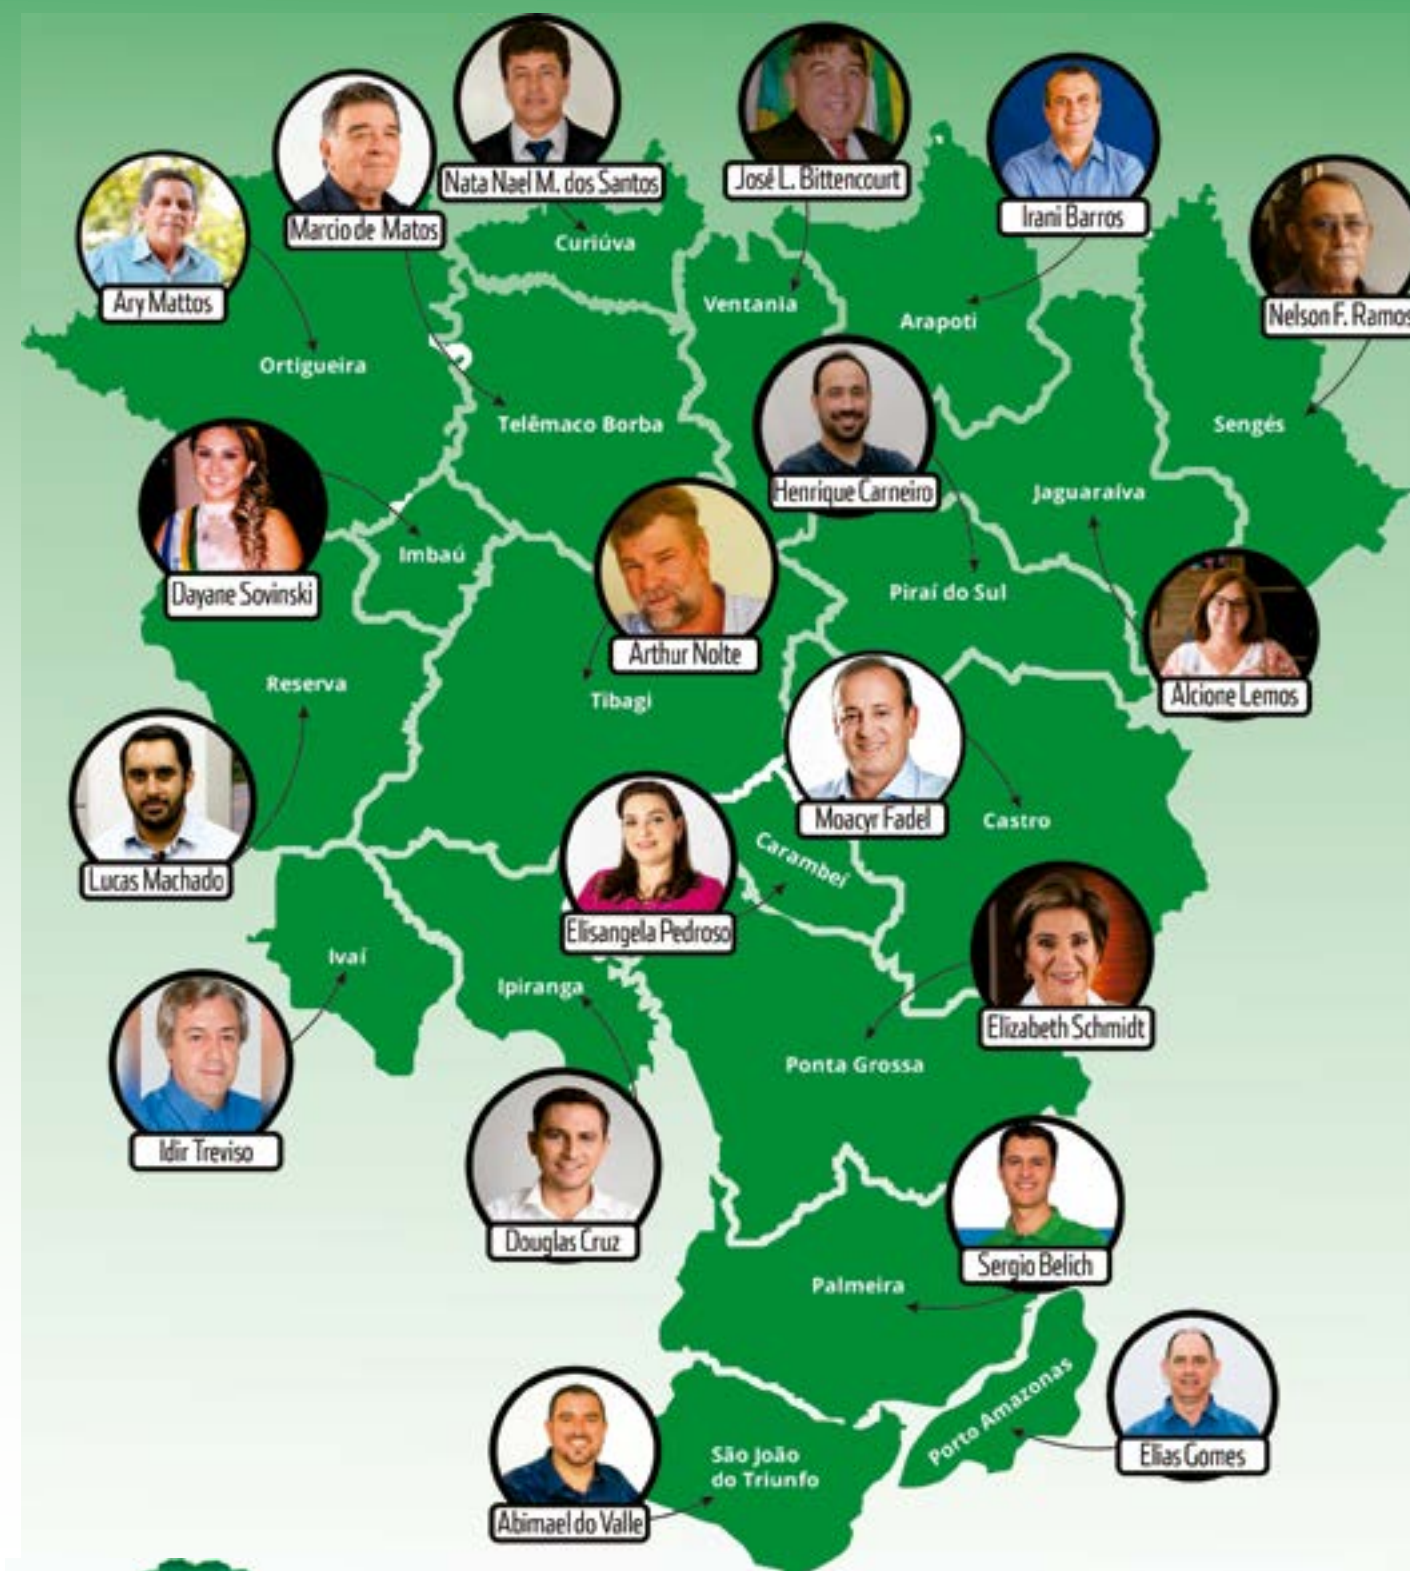 Nata Nael M. dos Santos
José L. Bittencourt
Irani Barros
Marcio de Matos
Curiúva
Ary Mattos
Ventania
Arapoti
Nelson F. Ramos
Ortigueira
Telêmaco Borba
Sengés
Henrique Carneiro
Jaguaraíva
Imbaú
Dayane Sovinski
Piraí do Sul
Arthur Nolte
Reserva
Tibagi
Alcione Lemos
Moacyr Fadel
Castro
Carambeí
Lucas Machado
Elisangela Pedroso
Ivaí
Ipiranga
Elizabeth Schmidt
Ponta Grossa
Idir Treviso
Douglas Cruz
Sergio Belich
Palmeira
Porto Amazonas
Elias Gomes
São João
do Triunfo
Abimael do Valle